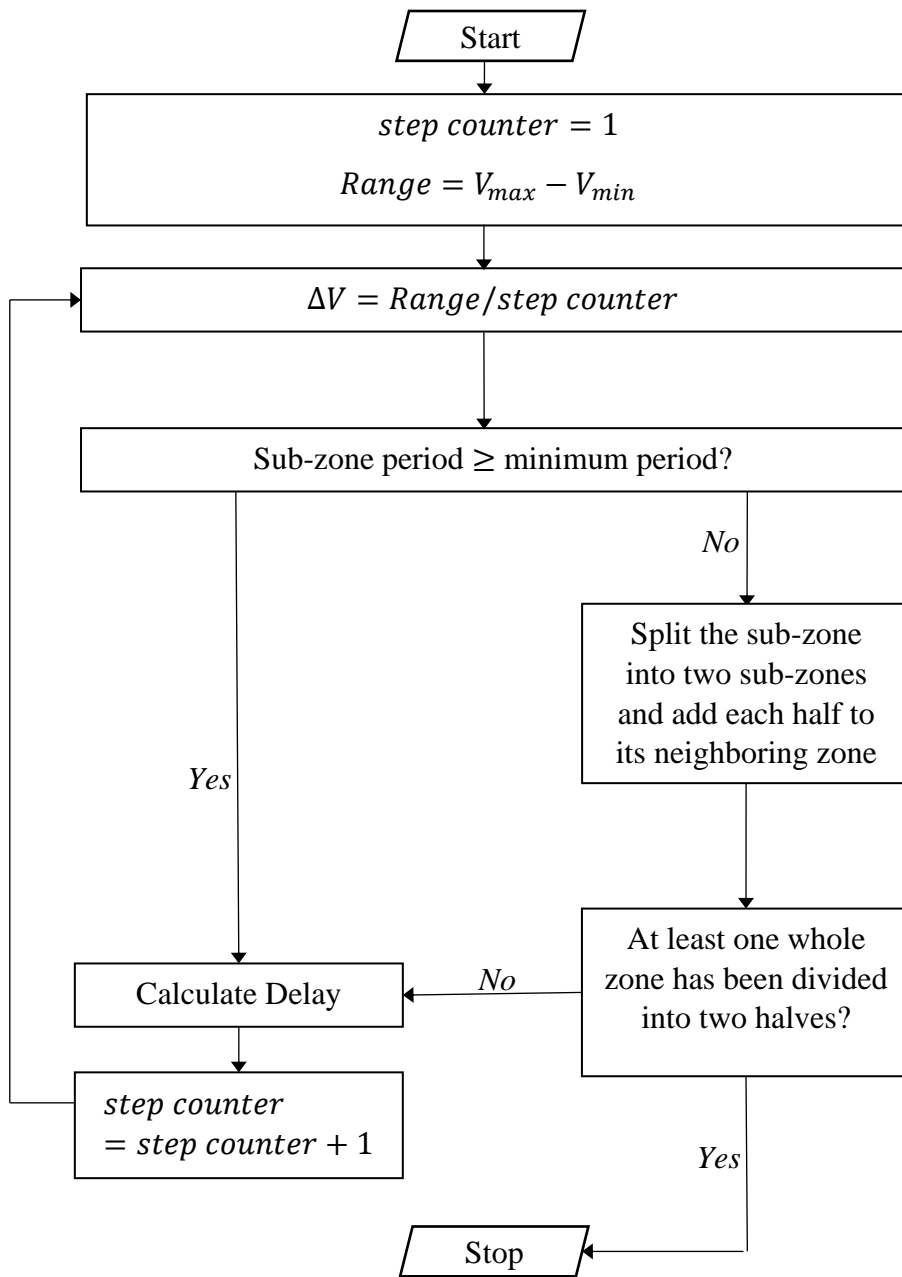 Start
step counter = 1
Range = V_max − V_min
ΔV = Range/step counter
Sub-zone period ≥ minimum period?
No
Split the sub-zone
into two sub-zones
and add each half to
its neighboring zone
Yes
At least one whole
zone has been divided
into two halves?
No
Calculate Delay
step counter
= step counter + 1
Yes
Stop